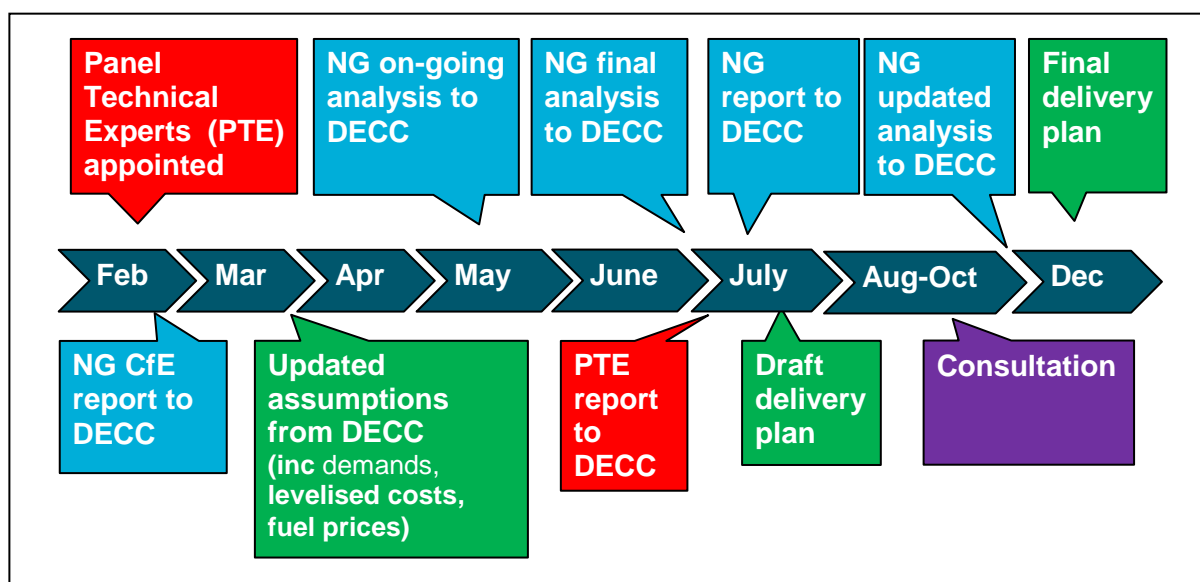 Panel
Technical
Experts (PTE)
appointed
NG on-going
analysis to
DECC
NG final
analysis
to DECC
NG
report to
DECC
NG
updated
analysis
to DECC
Final
delivery
plan
Feb
Mar
Apr
May
June
July
Aug-Oct
Dec
NG CfE
report to
DECC
Updated
assumptions
from DECC
(inc demands,
levelised costs,
fuel prices)
PTE
report
to
DECC
Draft
delivery
plan
Consultation